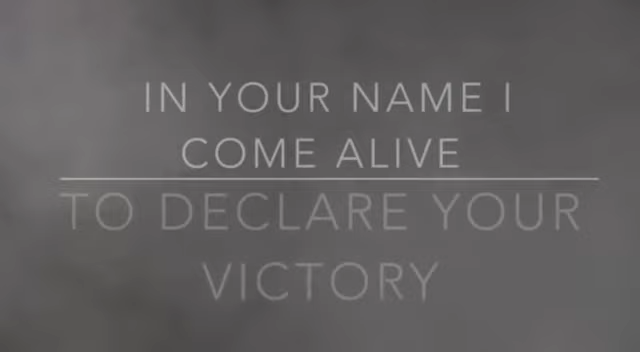 IN YOUR NAME I
COME ALIVE
TO DECLARE YOUR
VICTORY